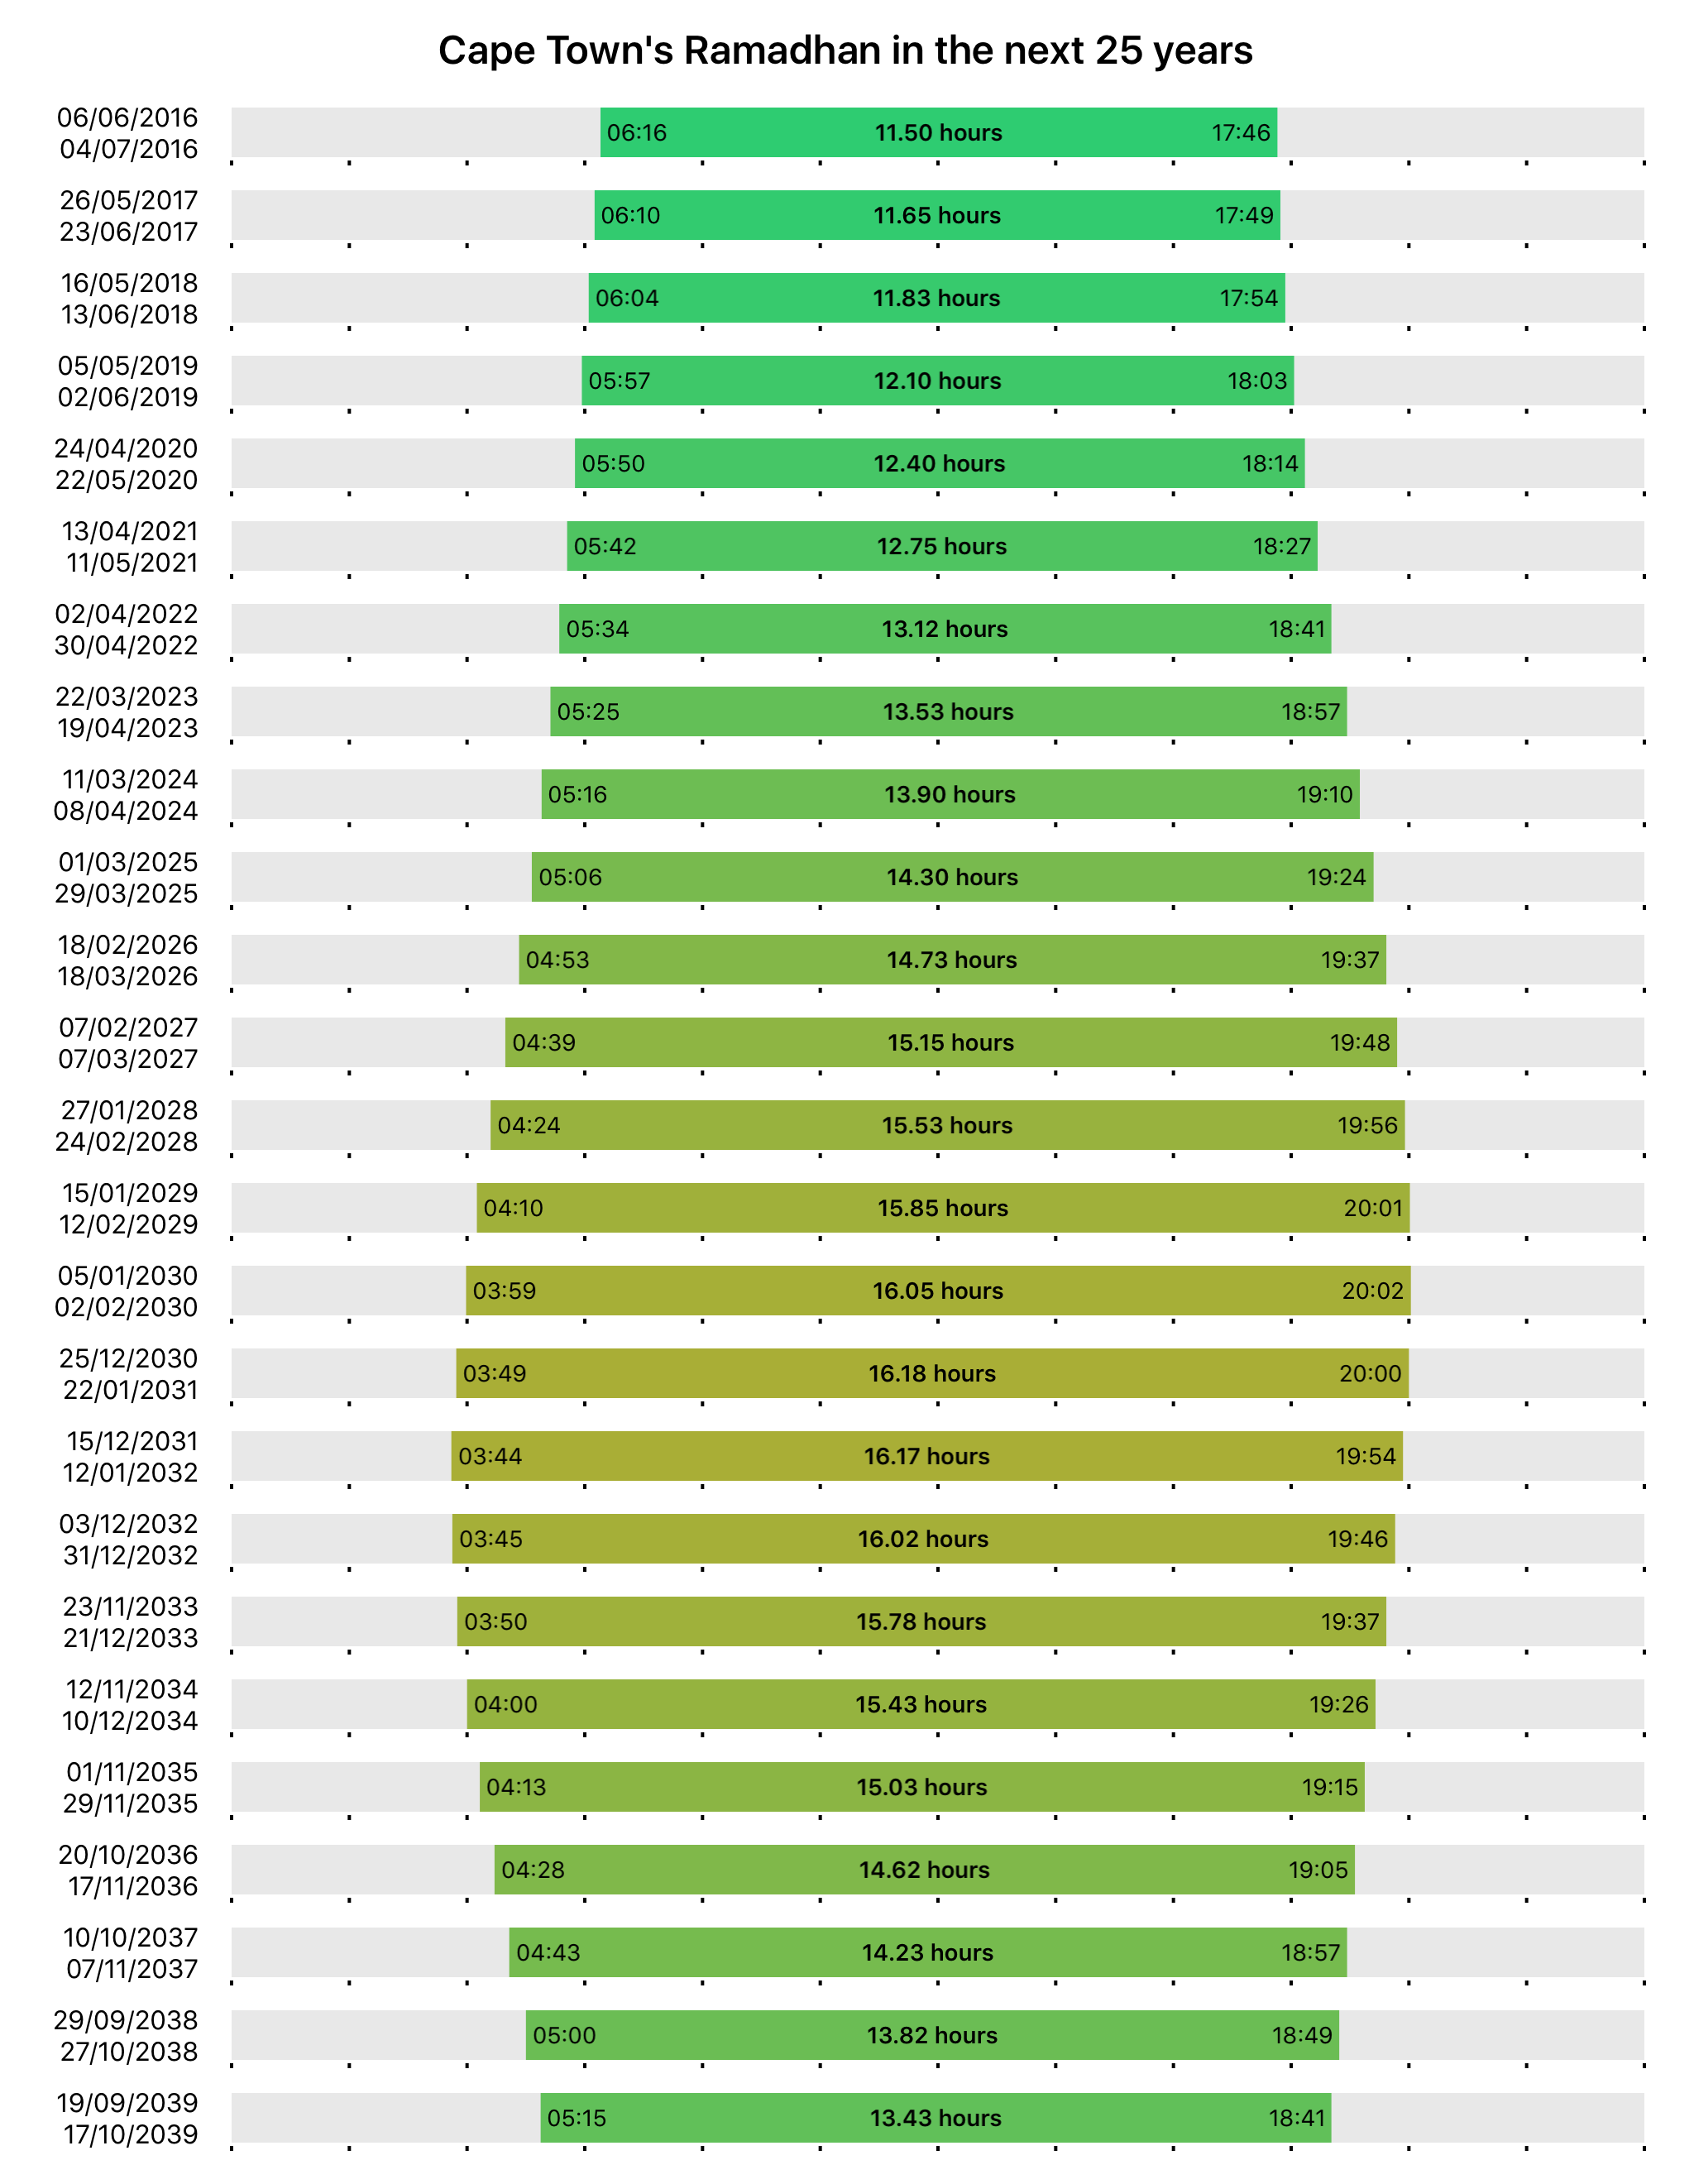 Cape Town's Ramadhan in the next 25 years
06/06/2016
04/07/2016
06:16 11.50 hours 17:46
26/05/2017
23/06/2017
06:10 11.65 hours 17:49
16/05/2018
13/06/2018
06:04 11.83 hours 17:54
05/05/2019
02/06/2019
05:57 12.10 hours 18:03
24/04/2020
22/05/2020
05:50 12.40 hours 18:14
13/04/2021
11/05/2021
05:42 12.75 hours 18:27
02/04/2022
30/04/2022
05:34 13.12 hours 18:41
22/03/2023
19/04/2023
05:25 13.53 hours 18:57
11/03/2024
08/04/2024
05:16 13.90 hours 19:10
01/03/2025
29/03/2025
05:06 14.30 hours 19:24
18/02/2026
18/03/2026
04:53 14.73 hours 19:37
07/02/2027
07/03/2027
04:39 15.15 hours 19:48
27/01/2028
24/02/2028
04:24 15.53 hours 19:56
15/01/2029
12/02/2029
04:10 15.85 hours 20:01
05/01/2030
02/02/2030
03:59 16.05 hours 20:02
25/12/2030
22/01/2031
03:49 16.18 hours 20:00
15/12/2031
12/01/2032
03:44 16.17 hours 19:54
03/12/2032
31/12/2032
03:45 16.02 hours 19:46
23/11/2033
21/12/2033
03:50 15.78 hours 19:37
12/11/2034
10/12/2034
04:00 15.43 hours 19:26
01/11/2035
29/11/2035
04:13 15.03 hours 19:15
20/10/2036
17/11/2036
04:28 14.62 hours 19:05
10/10/2037
07/11/2037
04:43 14.23 hours 18:57
29/09/2038
27/10/2038
05:00 13.82 hours 18:49
19/09/2039
17/10/2039
05:15 13.43 hours 18:41